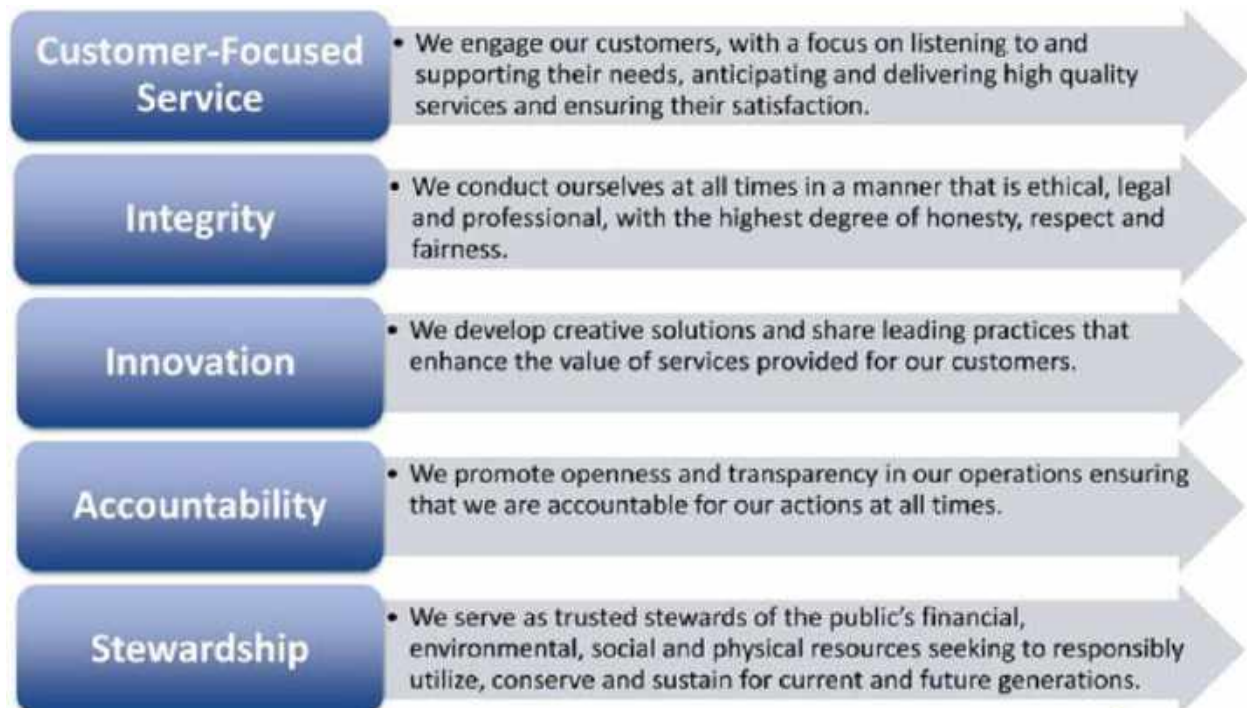 Customer-Focused
Service
• We engage our customers, with a focus on listening to and
supporting their needs, anticipating and delivering high quality
services and ensuring their satisfaction.
Integrity
• We conduct ourselves at all times in a manner that is ethical, legal
and professional, with the highest degree of honesty, respect and
fairness.
Innovation
• We develop creative solutions and share leading practices that
enhance the value of services provided for our customers.
Accountability
• We promote openness and transparency in our operations ensuring
that we are accountable for our actions at all times.
Stewardship
• We serve as trusted stewards of the public's financial,
environmental, social and physical resources seeking to responsibly
utilize, conserve and sustain for current and future generations.